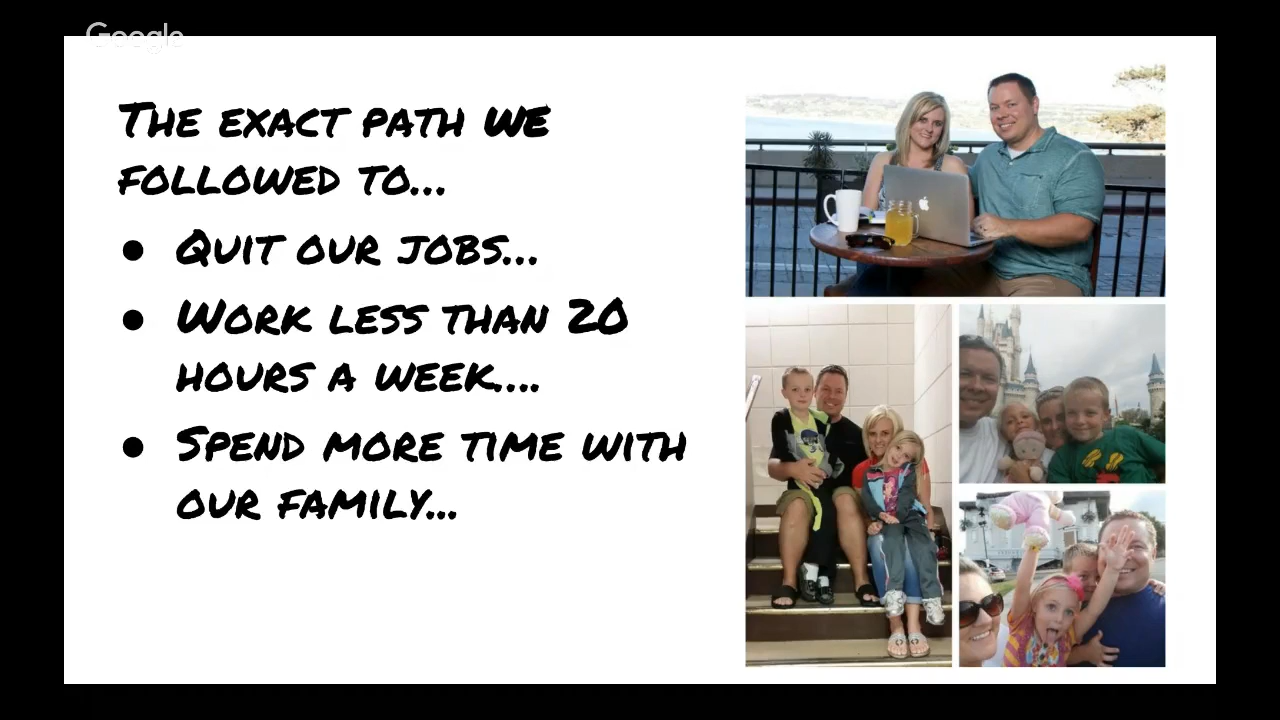 Google
The exact path we
followed to...
● Quit our jobs...
● Work less than 20
hours a week....
● Spend more time with
our family...